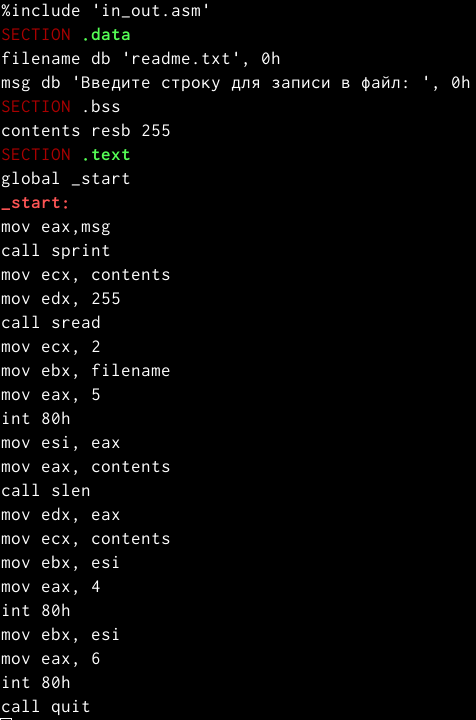 %include 'in_out.asm'
SECTION .data
filename db 'readme.txt', 0h
msg db 'Введите строку для записи в файл: ', 0h
SECTION .bss
contents resb 255
SECTION .text
global _start
_start:
mov eax,msg
call sprint
mov ecx, contents
mov edx, 255
call sread
mov ecx, 2
mov ebx, filename
mov eax, 5
int 80h
mov esi, eax
mov eax, contents
call slen
mov edx, eax
mov ecx, contents
mov ebx, esi
mov eax, 4
int 80h
mov ebx, esi
mov eax, 6
int 80h
call quit